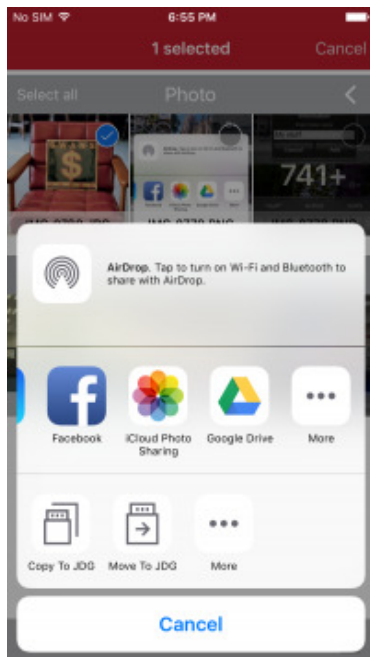 No SIM 6:55 PM
1 selected Cancel
Select all Photo
My stuff
741+
AirDrop. Tap to turn on Wi-Fi and Bluetooth to
share with AirDrop.
Facebook iCloud Photo Google Drive More
Sharing
Copy To JDG Move To JDG More
Cancel